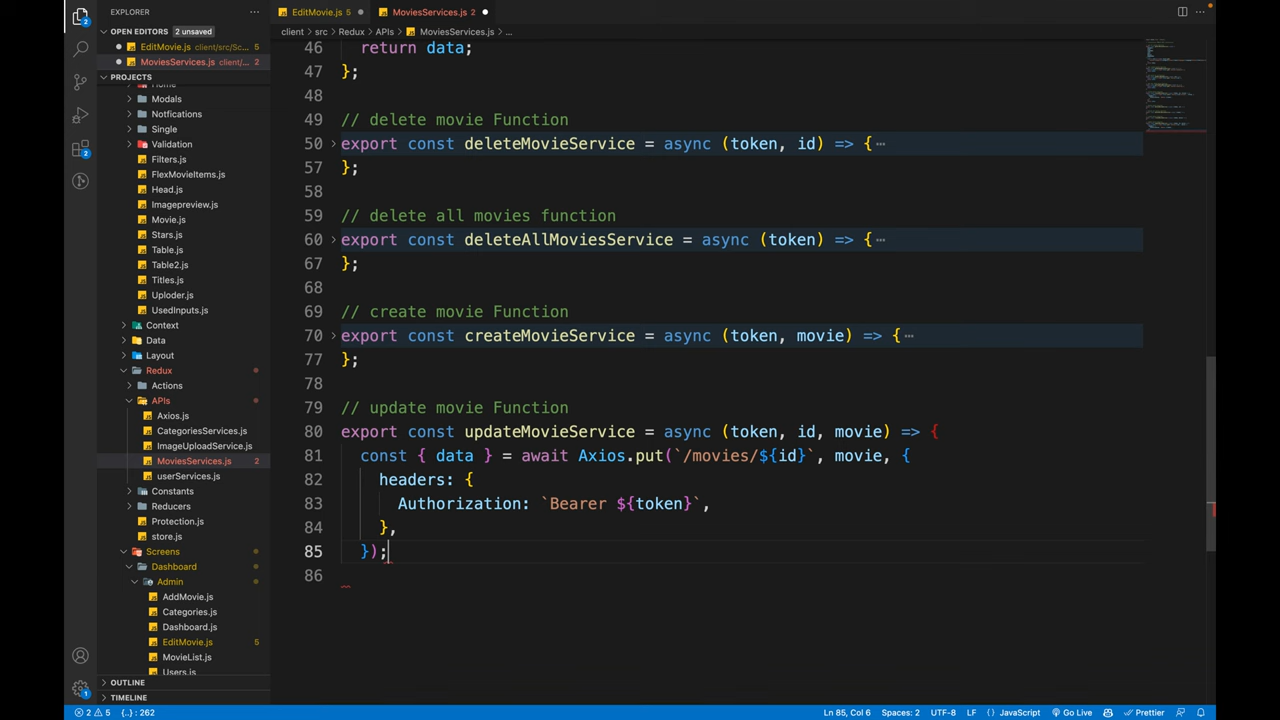 EXPLORER
EditMovie.js 5
MoviesServices.js 2
OPEN EDITORS 2 unsaved
client > src > Redux > APIs > MoviesServices.js > ...
EditMovie.js client/src/Sc... 5
MoviesServices.js client/... 2
PROJECTS
Home
Modals
Notfications
Single
Validation
Filters.js
FlexMovieItems.js
Head.js
Imagepreview.js
Movie.js
Stars.js
Table.js
Table2.js
Titles.js
Uploder.js
UsedInputs.js
Context
Data
Layout
Redux
Actions
APIs
Axios.js
CategoriesServices.js
ImageUploadService.js
MoviesServices.js 2
userServices.js
Constants
Reducers
Protection.js
store.js
Screens
Dashboard
Admin
AddMovie.js
Categories.js
Dashboard.js
EditMovie.js 5
MovieList.js
Users.js
OUTLINE
TIMELINE
46 return data;
47 };
48
49 // delete movie Function
50 export const deleteMovieService = async (token, id) => {⋯
57 };
58
59 // delete all movies function
60 export const deleteAllMoviesService = async (token) => {⋯
67 };
68
69 // create movie Function
70 export const createMovieService = async (token, movie) => {⋯
77 };
78
79 // update movie Function
80 export const updateMovieService = async (token, id, movie) => {
81 const { data } = await Axios.put(`/movies/${id}`, movie, {
82 headers: {
83 Authorization: `Bearer ${token}`,
84 },
85 });
86
2 5 {..} : 262 Ln 85, Col 6 Spaces: 2 UTF-8 LF {} JavaScript Go Live Prettier